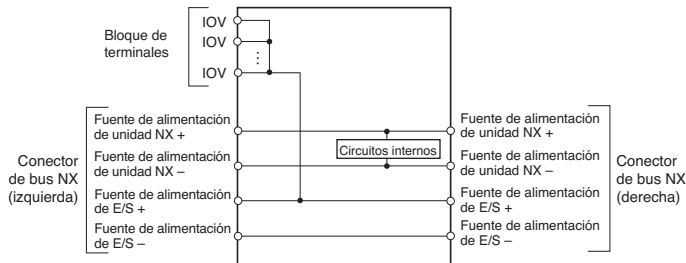 Bloque de
terminales
IOV
IOV
⋮
IOV
Conector
de bus NX
(izquierda)
Fuente de alimentación
de unidad NX +
Fuente de alimentación
de unidad NX –
Fuente de alimentación
de E/S +
Fuente de alimentación
de E/S –
Circuitos internos
Fuente de alimentación
de unidad NX +
Fuente de alimentación
de unidad NX –
Fuente de alimentación
de E/S +
Fuente de alimentación
de E/S –
Conector
de bus NX
(derecha)